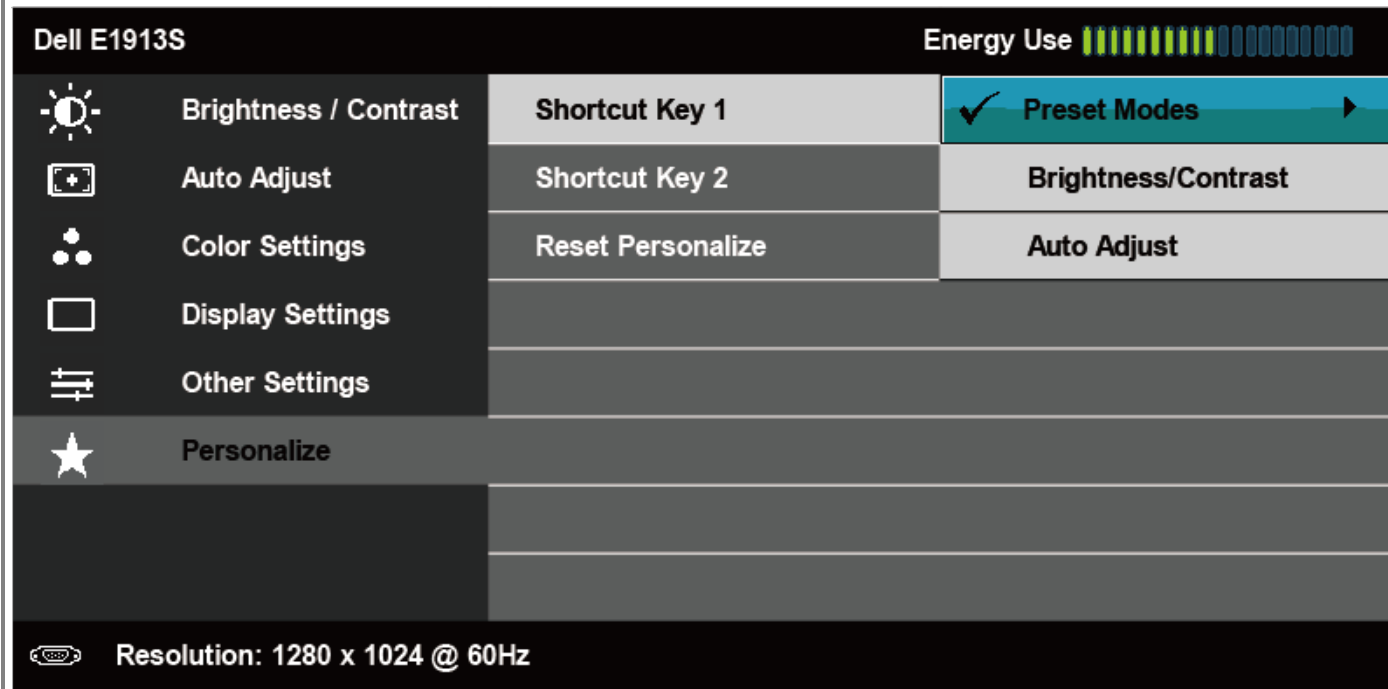 Dell E1913S Energy Use
Brightness / Contrast Shortcut Key 1 Preset Modes
Auto Adjust Shortcut Key 2 Brightness/Contrast
Color Settings Reset Personalize Auto Adjust
Display Settings
Other Settings
Personalize
Resolution: 1280 x 1024 @ 60Hz